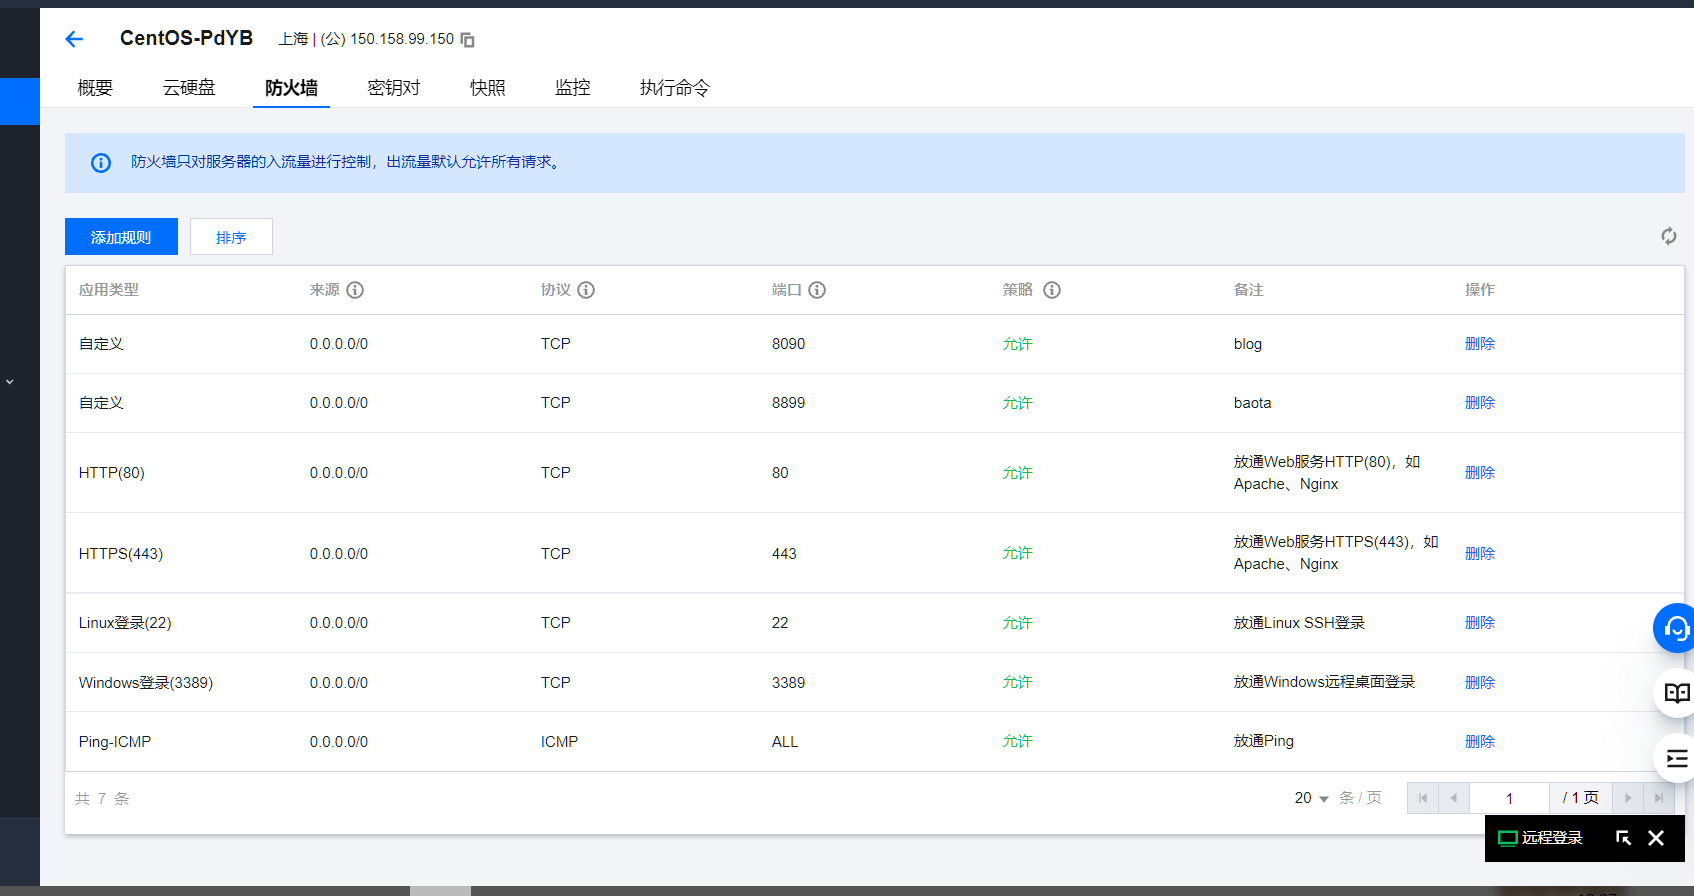 CentOS-PdYB 上海 | (公) 150.158.99.150
概要 云硬盘 防火墙 密钥对 快照 监控 执行命令
防火墙只对服务器的入流量进行控制，出流量默认允许所有请求。
添加规则 排序
应用类型 来源 协议 端口 策略 备注 操作
自定义 0.0.0.0/0 TCP 8090 允许 blog 删除
自定义 0.0.0.0/0 TCP 8899 允许 baota 删除
HTTP(80) 0.0.0.0/0 TCP 80 允许 放通Web服务HTTP(80)，如
Apache、Nginx 删除
HTTPS(443) 0.0.0.0/0 TCP 443 允许 放通Web服务HTTPS(443)，如
Apache、Nginx 删除
Linux登录(22) 0.0.0.0/0 TCP 22 允许 放通Linux SSH登录 删除
Windows登录(3389) 0.0.0.0/0 TCP 3389 允许 放通Windows远程桌面登录 删除
Ping-ICMP 0.0.0.0/0 ICMP ALL 允许 放通Ping 删除
共 7 条 20 条 / 页 1 / 1 页
远程登录